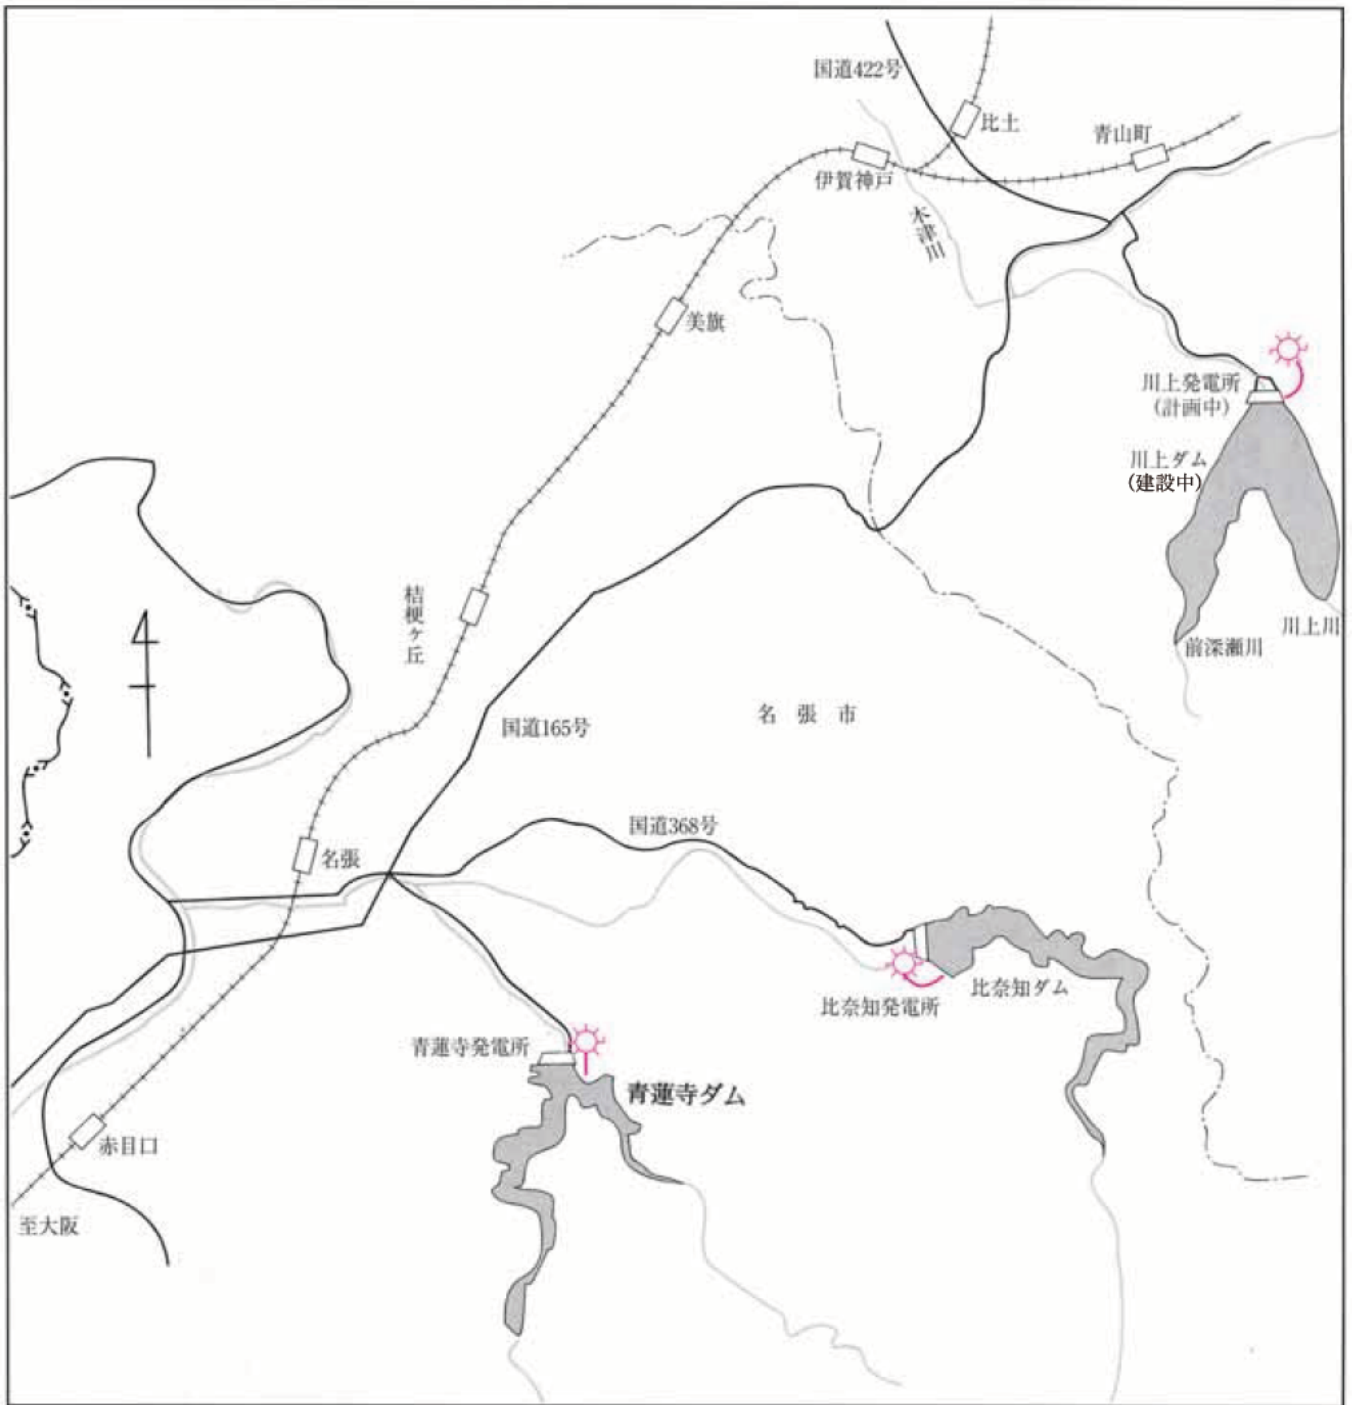 国道422号
比土
青山町
伊賀神戸
木津川
美旗
川上発電所
(計画中)
川上ダム
(建設中)
桔梗ヶ丘
川上川
前深瀬川
名張市
国道165号
国道368号
名張
比奈知ダム
比奈知発電所
青蓮寺発電所
青蓮寺ダム
赤目口
至大阪